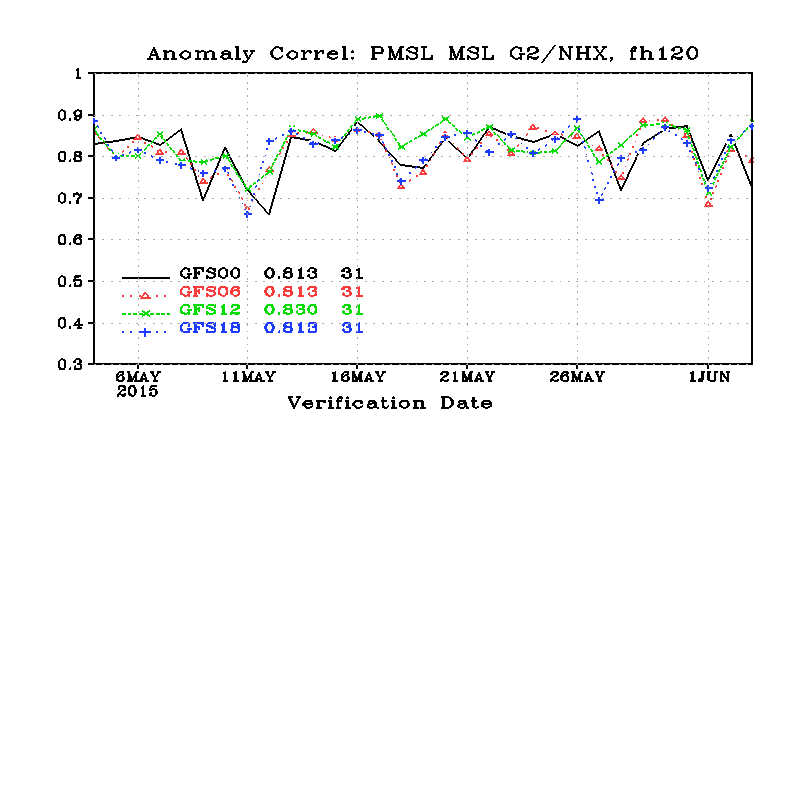 Anomaly Correl: PMSL MSL G2/NHX, fh120
1
0.9
0.8
0.7
0.6
0.5
0.4
0.3
GFS00 0.813 31
GFS06 0.813 31
GFS12 0.830 31
GFS18 0.813 31
6MAY 11MAY 16MAY 21MAY 26MAY 1JUN
2015
Verification Date